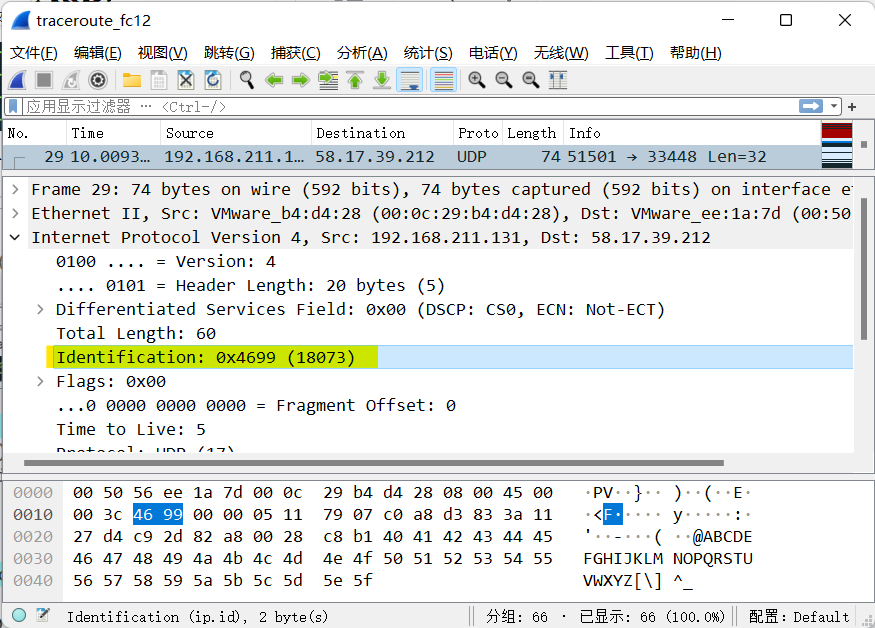 traceroute_fc12
文件(F) 编辑(E) 视图(V) 跳转(G) 捕获(C) 分析(A) 统计(S) 电话(Y) 无线(W) 工具(T) 帮助(H)
应用显示过滤器 ⋯ <Ctrl-/>
No. Time Source Destination Proto Length Info
29 10.0093… 192.168.211.1… 58.17.39.212 UDP 74 51501 → 33448 Len=32
Frame 29: 74 bytes on wire (592 bits), 74 bytes captured (592 bits) on interface e
Ethernet II, Src: VMware_b4:d4:28 (00:0c:29:b4:d4:28), Dst: VMware_ee:1a:7d (00:50
Internet Protocol Version 4, Src: 192.168.211.131, Dst: 58.17.39.212
0100 .... = Version: 4
.... 0101 = Header Length: 20 bytes (5)
Differentiated Services Field: 0x00 (DSCP: CS0, ECN: Not-ECT)
Total Length: 60
Identification: 0x4699 (18073)
Flags: 0x00
...0 0000 0000 0000 = Fragment Offset: 0
Time to Live: 5
Protocol: UDP (17)
0000 00 50 56 ee 1a 7d 00 0c 29 b4 d4 28 08 00 45 00 ·PV··}·· )··(··E·
0010 00 3c 46 99 00 00 05 11 79 07 c0 a8 d3 83 3a 11 ·<F····· y·····:·
0020 27 d4 c9 2d 82 a8 00 28 c8 b1 40 41 42 43 44 45 '··-···( ··@ABCDE
0030 46 47 48 49 4a 4b 4c 4d 4e 4f 50 51 52 53 54 55 FGHIJKLM NOPQRSTU
0040 56 57 58 59 5a 5b 5c 5d 5e 5f VWXYZ[\] ^_
Identification (ip.id), 2 byte(s) 分组: 66 · 已显示: 66 (100.0%) 配置: Default